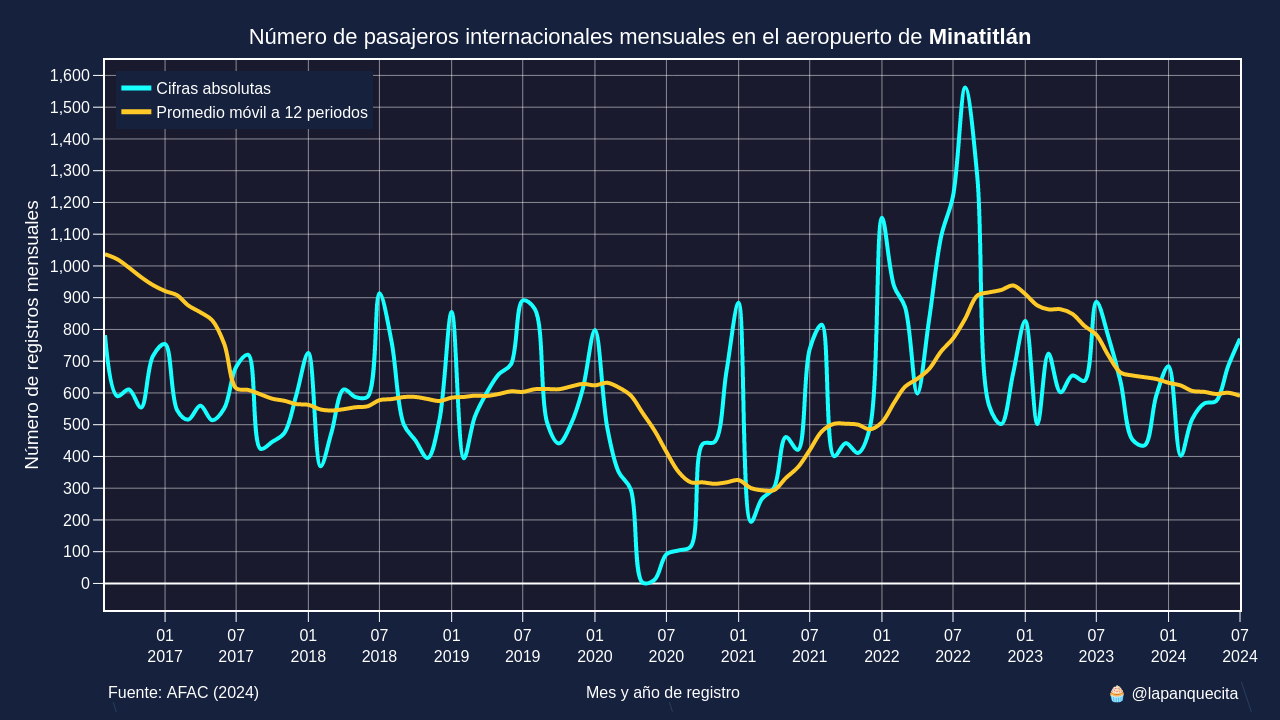 Número de pasajeros internacionales mensuales en el aeropuerto de Minatitlán
Cifras absolutas
Promedio móvil a 12 periodos
Número de registros mensuales
1,600
1,500
1,400
1,300
1,200
1,100
1,000
900
800
700
600
500
400
300
200
100
0
01 07 01 07 01 07 01 07 01 07 01 07 01 07 01 07
2017 2017 2018 2018 2019 2019 2020 2020 2021 2021 2022 2022 2023 2023 2024 2024
Fuente: AFAC (2024) Mes y año de registro 🧁 @lapanquecita